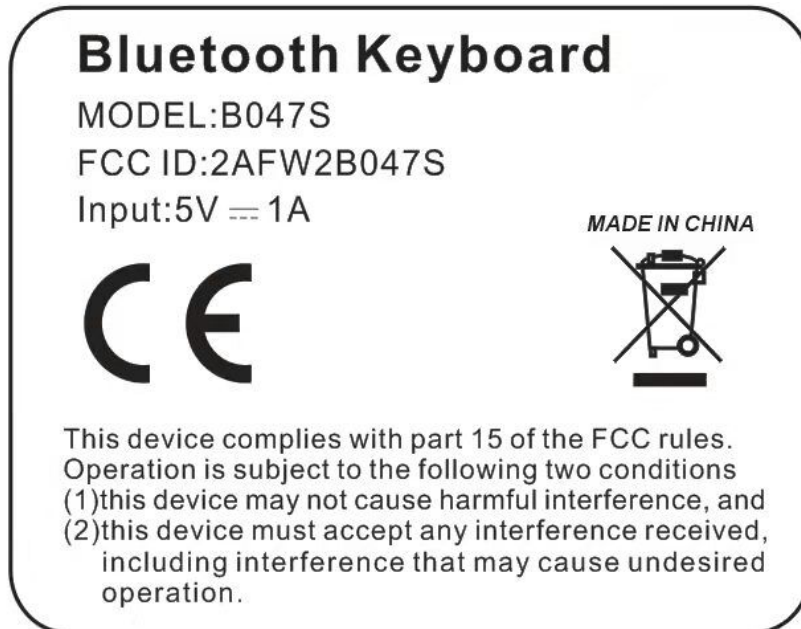 Bluetooth Keyboard
MODEL:B047S
FCC ID:2AFW2B047S
Input:5V ⎓ 1A
MADE IN CHINA
CE
This device complies with part 15 of the FCC rules.
Operation is subject to the following two conditions
(1)this device may not cause harmful interference, and
(2)this device must accept any interference received,
including interference that may cause undesired
operation.